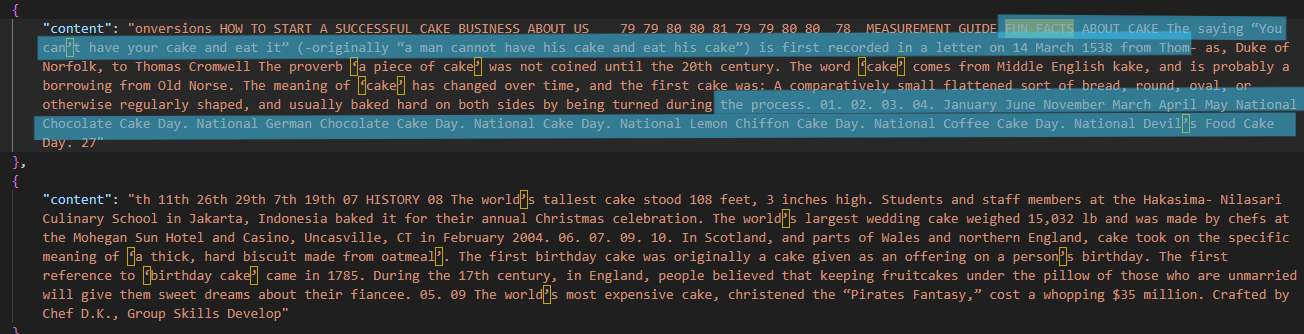 {
"content": "onversions HOW TO START A SUCCESSFUL CAKE BUSINESS ABOUT US    79 79 80 80 81 79 79 80 80  78  MEASUREMENT GUIDE FUN FACTS ABOUT CAKE The saying “You
can’t have your cake and eat it” (-originally “a man cannot have his cake and eat his cake”) is first recorded in a letter on 14 March 1538 from Thom- as, Duke of
Norfolk, to Thomas Cromwell The proverb ‘a piece of cake’ was not coined until the 20th century. The word ‘cake’ comes from Middle English kake, and is probably a
borrowing from Old Norse. The meaning of ‘cake’ has changed over time, and the first cake was: A comparatively small flattened sort of bread, round, oval, or
otherwise regularly shaped, and usually baked hard on both sides by being turned during the process. 01. 02. 03. 04. January June November March April May National
Chocolate Cake Day. National German Chocolate Cake Day. National Cake Day. National Lemon Chiffon Cake Day. National Coffee Cake Day. National Devil’s Food Cake
Day. 27"
},
{
"content": "th 11th 26th 29th 7th 19th 07 HISTORY 08 The world’s tallest cake stood 108 feet, 3 inches high. Students and staff members at the Hakasima- Nilasari
Culinary School in Jakarta, Indonesia baked it for their annual Christmas celebration. The world’s largest wedding cake weighed 15,032 lb and was made by chefs at
the Mohegan Sun Hotel and Casino, Uncasville, CT in February 2004. 06. 07. 09. 10. In Scotland, and parts of Wales and northern England, cake took on the specific
meaning of ‘a thick, hard biscuit made from oatmeal’. The first birthday cake was originally a cake given as an offering on a person’s birthday. The first
reference to ‘birthday cake’ came in 1785. During the 17th century, in England, people believed that keeping fruitcakes under the pillow of those who are unmarried
will give them sweet dreams about their fiancee. 05. 09 The world’s most expensive cake, christened the “Pirates Fantasy,” cost a whopping $35 million. Crafted by
Chef D.K., Group Skills Develop"
}